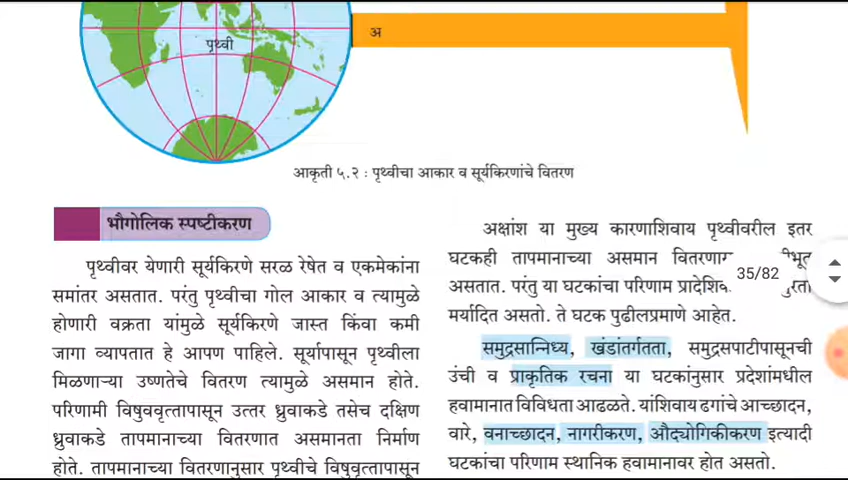 पृथ्वी
अ
आकृती ५.२ : पृथ्वीचा आकार व सूर्यकिरणांचे वितरण
भौगोलिक स्पष्टीकरण
पृथ्वीवर येणारी सूर्यकिरणे सरळ रेषेत व एकमेकांना
समांतर असतात. परंतु पृथ्वीचा गोल आकार व त्यामुळे
होणारी वक्रता यांमुळे सूर्यकिरणे जास्त किंवा कमी
जागा व्यापतात हे आपण पाहिले. सूर्यापासून पृथ्वीला
मिळणाऱ्या उष्णतेचे वितरण त्यामुळे असमान होते.
परिणामी विषुववृत्तापासून उत्तर ध्रुवाकडे तसेच दक्षिण
ध्रुवाकडे तापमानाच्या वितरणात असमानता निर्माण
होते. तापमानाच्या वितरणानुसार पृथ्वीचे विषुववृत्तापासून
अक्षांश या मुख्य कारणाशिवाय पृथ्वीवरील इतर
घटकही तापमानाच्या असमान
असतात. परंतु या घटकांचा परिणाम
मर्यादित असतो. ते घटक पुढीलप्रमाणे आहेत.
समुद्रसान्निध्य, खंडांतर्गतता, समुद्रसपाटीपासूनची
उंची व प्राकृतिक रचना या घटकांनुसार प्रदेशांमधील
हवामानात विविधता आढळते. यांशिवाय ढगांचे आच्छादन,
वारे, वनाच्छादन, नागरीकरण, औद्योगिकीकरण इत्यादी
घटकांचा परिणाम स्थानिक हवामानावर होत असतो.
35/82